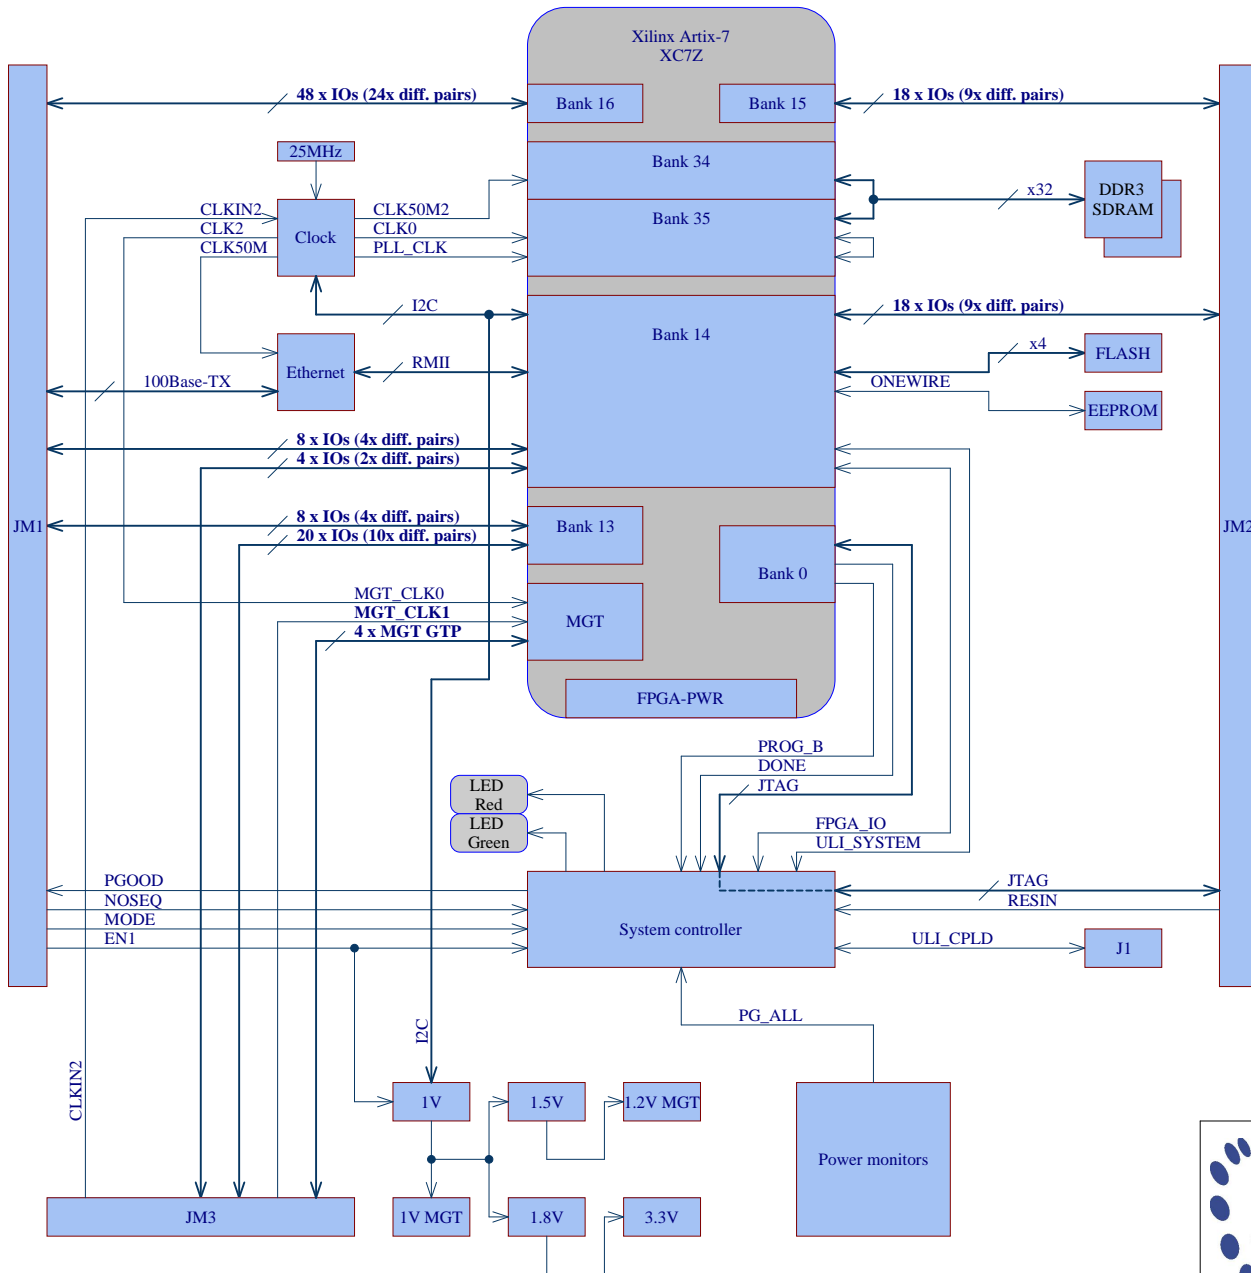 Xilinx Artix-7
XC7Z
48 x IOs (24x diff. pairs)
Bank 16
Bank 15
18 x IOs (9x diff. pairs)
25MHz
Bank 34
DDR3
SDRAM
x32
CLKIN2
CLK2
CLK50M
Clock
CLK50M2
CLK0
PLL_CLK
Bank 35
I2C
18 x IOs (9x diff. pairs)
Bank 14
x4
FLASH
Ethernet
RMII
100Base-TX
ONEWIRE
EEPROM
8 x IOs (4x diff. pairs)
4 x IOs (2x diff. pairs)
JM1
JM2
8 x IOs (4x diff. pairs)
20 x IOs (10x diff. pairs)
Bank 13
Bank 0
MGT_CLK0
MGT_CLK1
4 x MGT GTP
MGT
FPGA-PWR
PROG_B
DONE
JTAG
LED
Red
LED
Green
FPGA_IO
ULI_SYSTEM
PGOOD
NOSEQ
MODE
EN1
System controller
JTAG
RESIN
ULI_CPLD
J1
PG_ALL
I2C
CLKIN2
1V
1.5V
1.2V MGT
Power monitors
JM3
1V MGT
1.8V
3.3V